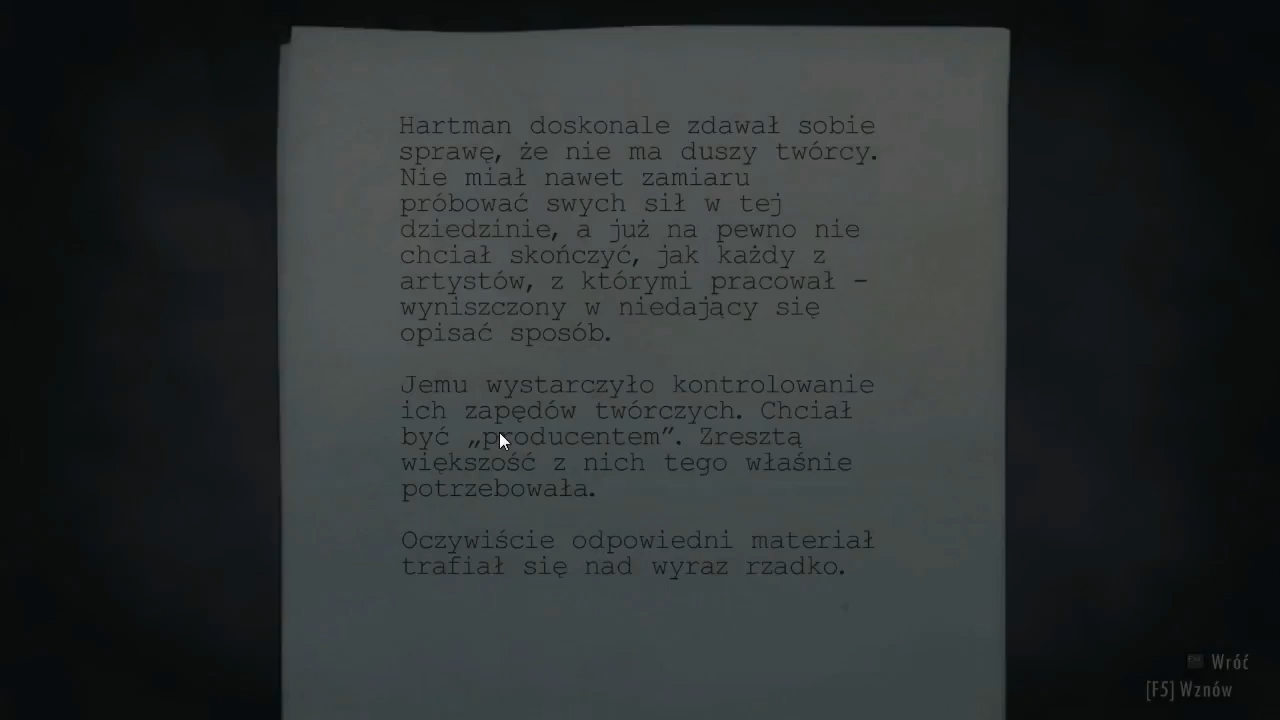 Hartman doskonale zdawał sobie
sprawę, że nie ma duszy twórcy.
Nie miał nawet zamiaru
próbować swych sił w tej
dziedzinie, a już na pewno nie
chciał skończyć, jak każdy z
artystów, z którymi pracował –
wyniszczony w niedający się
opisać sposób.
Jemu wystarczyło kontrolowanie
ich zapędów twórczych. Chciał
być „producentem”. Zresztą
większość z nich tego właśnie
potrzebowała.
Oczywiście odpowiedni materiał
trafiał się nad wyraz rzadko.
Wróć
[F5] Wznów